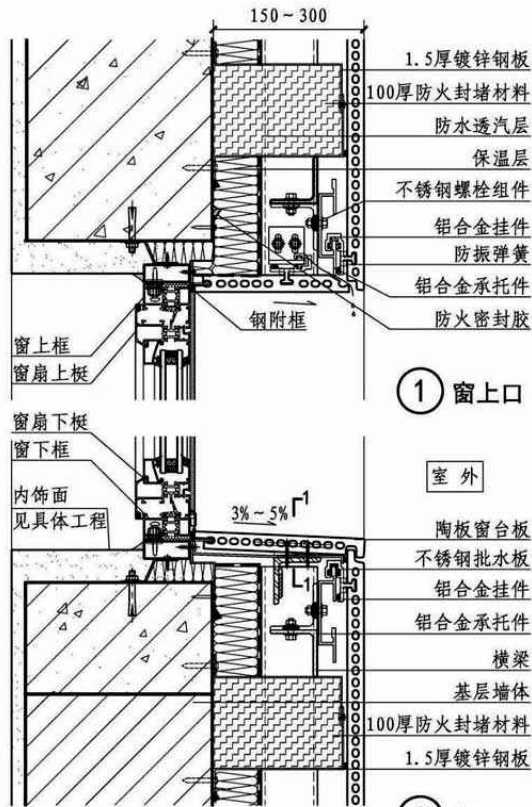 150～300
1.5厚镀锌钢板
100厚防火封堵材料
防水透汽层
保温层
不锈钢螺栓组件
铝合金挂件
防振弹簧
铝合金承托件
防火密封胶
钢附框
窗上框
窗扇上梃
① 窗上口
窗扇下梃
窗下框
内饰面
见具体工程
室外
3%～5%
1
1
陶板窗台板
不锈钢批水板
铝合金挂件
铝合金承托件
横梁
基层墙体
100厚防火封堵材料
1.5厚镀锌钢板